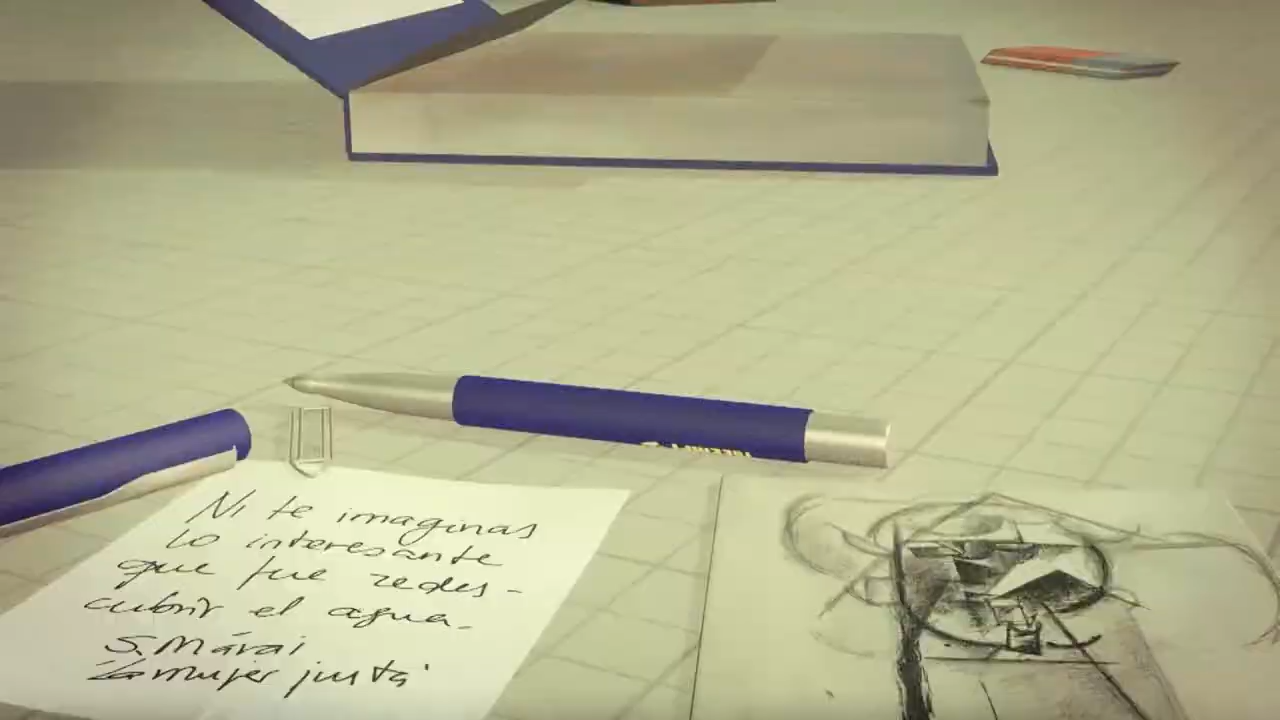 Ni te imaginas
lo interesante
que fue redes-
cubrir el agua.
S. Márai
"La mujer justa"